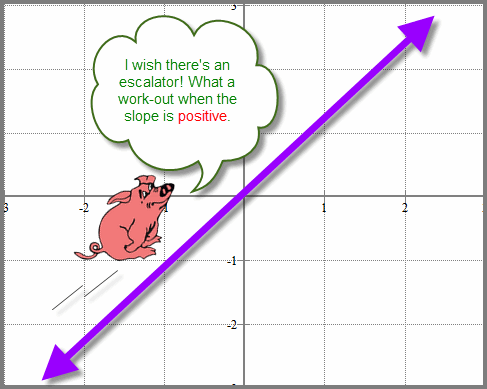 3
I wish there's an
escalator! What a
work-out when the
slope is positive.
3 -2 1 1 2
-1
-2